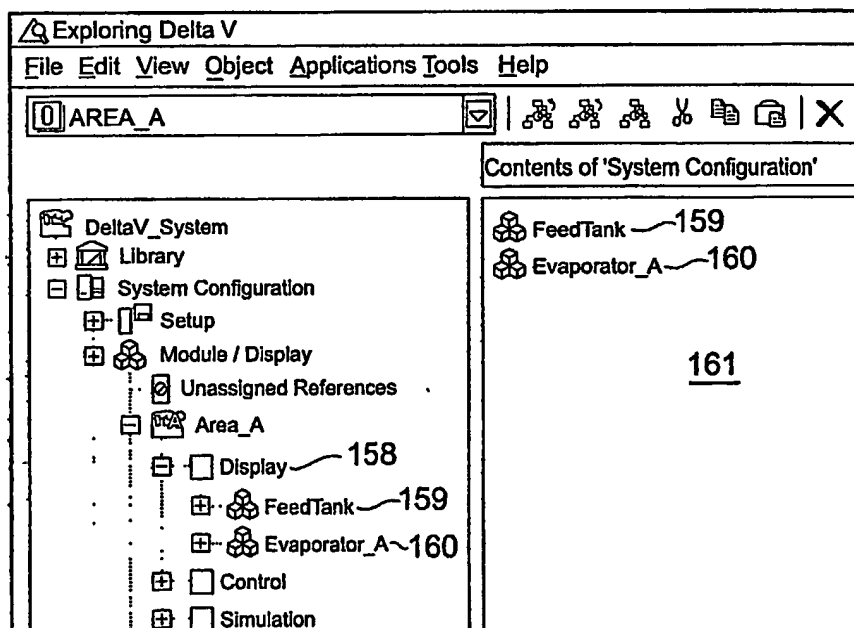 Exploring Delta V
File Edit View Object Applications Tools Help
AREA_A
Contents of 'System Configuration'
DeltaV_System
Library
System Configuration
Setup
Module / Display
Unassigned References
Area_A
Display 158
FeedTank 159
Evaporator_A 160
Control
Simulation
FeedTank 159
Evaporator_A 160
161